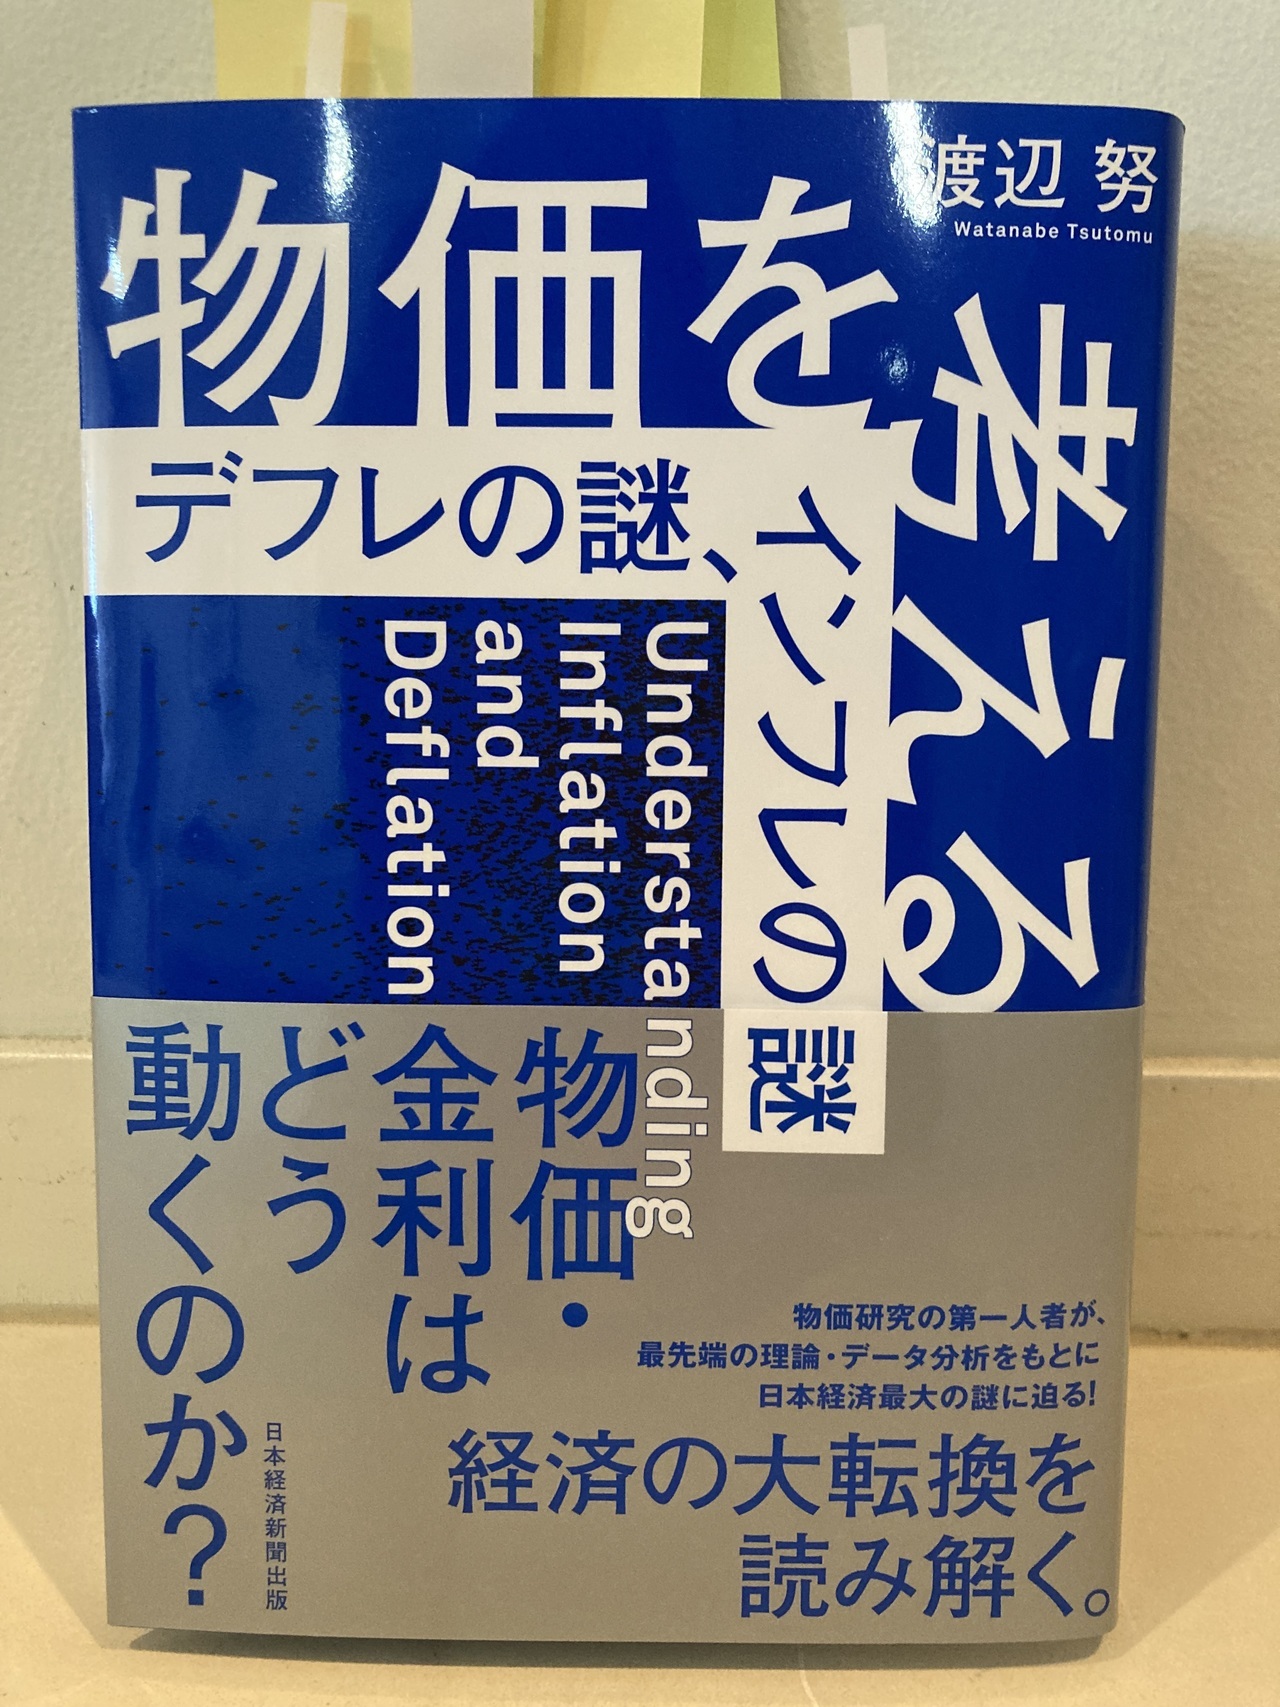 渡辺 努
Watanabe Tsutomu
物価を
考える
デフレの謎、
インフレの謎
Understanding
Inflation
and
Deflation
物価・
金利は
どう
動くのか?
物価研究の第一人者が、
最先端の理論・データ分析をもとに
日本経済最大の謎に迫る!
経済の大転換を
読み解く。
日本経済新聞出版